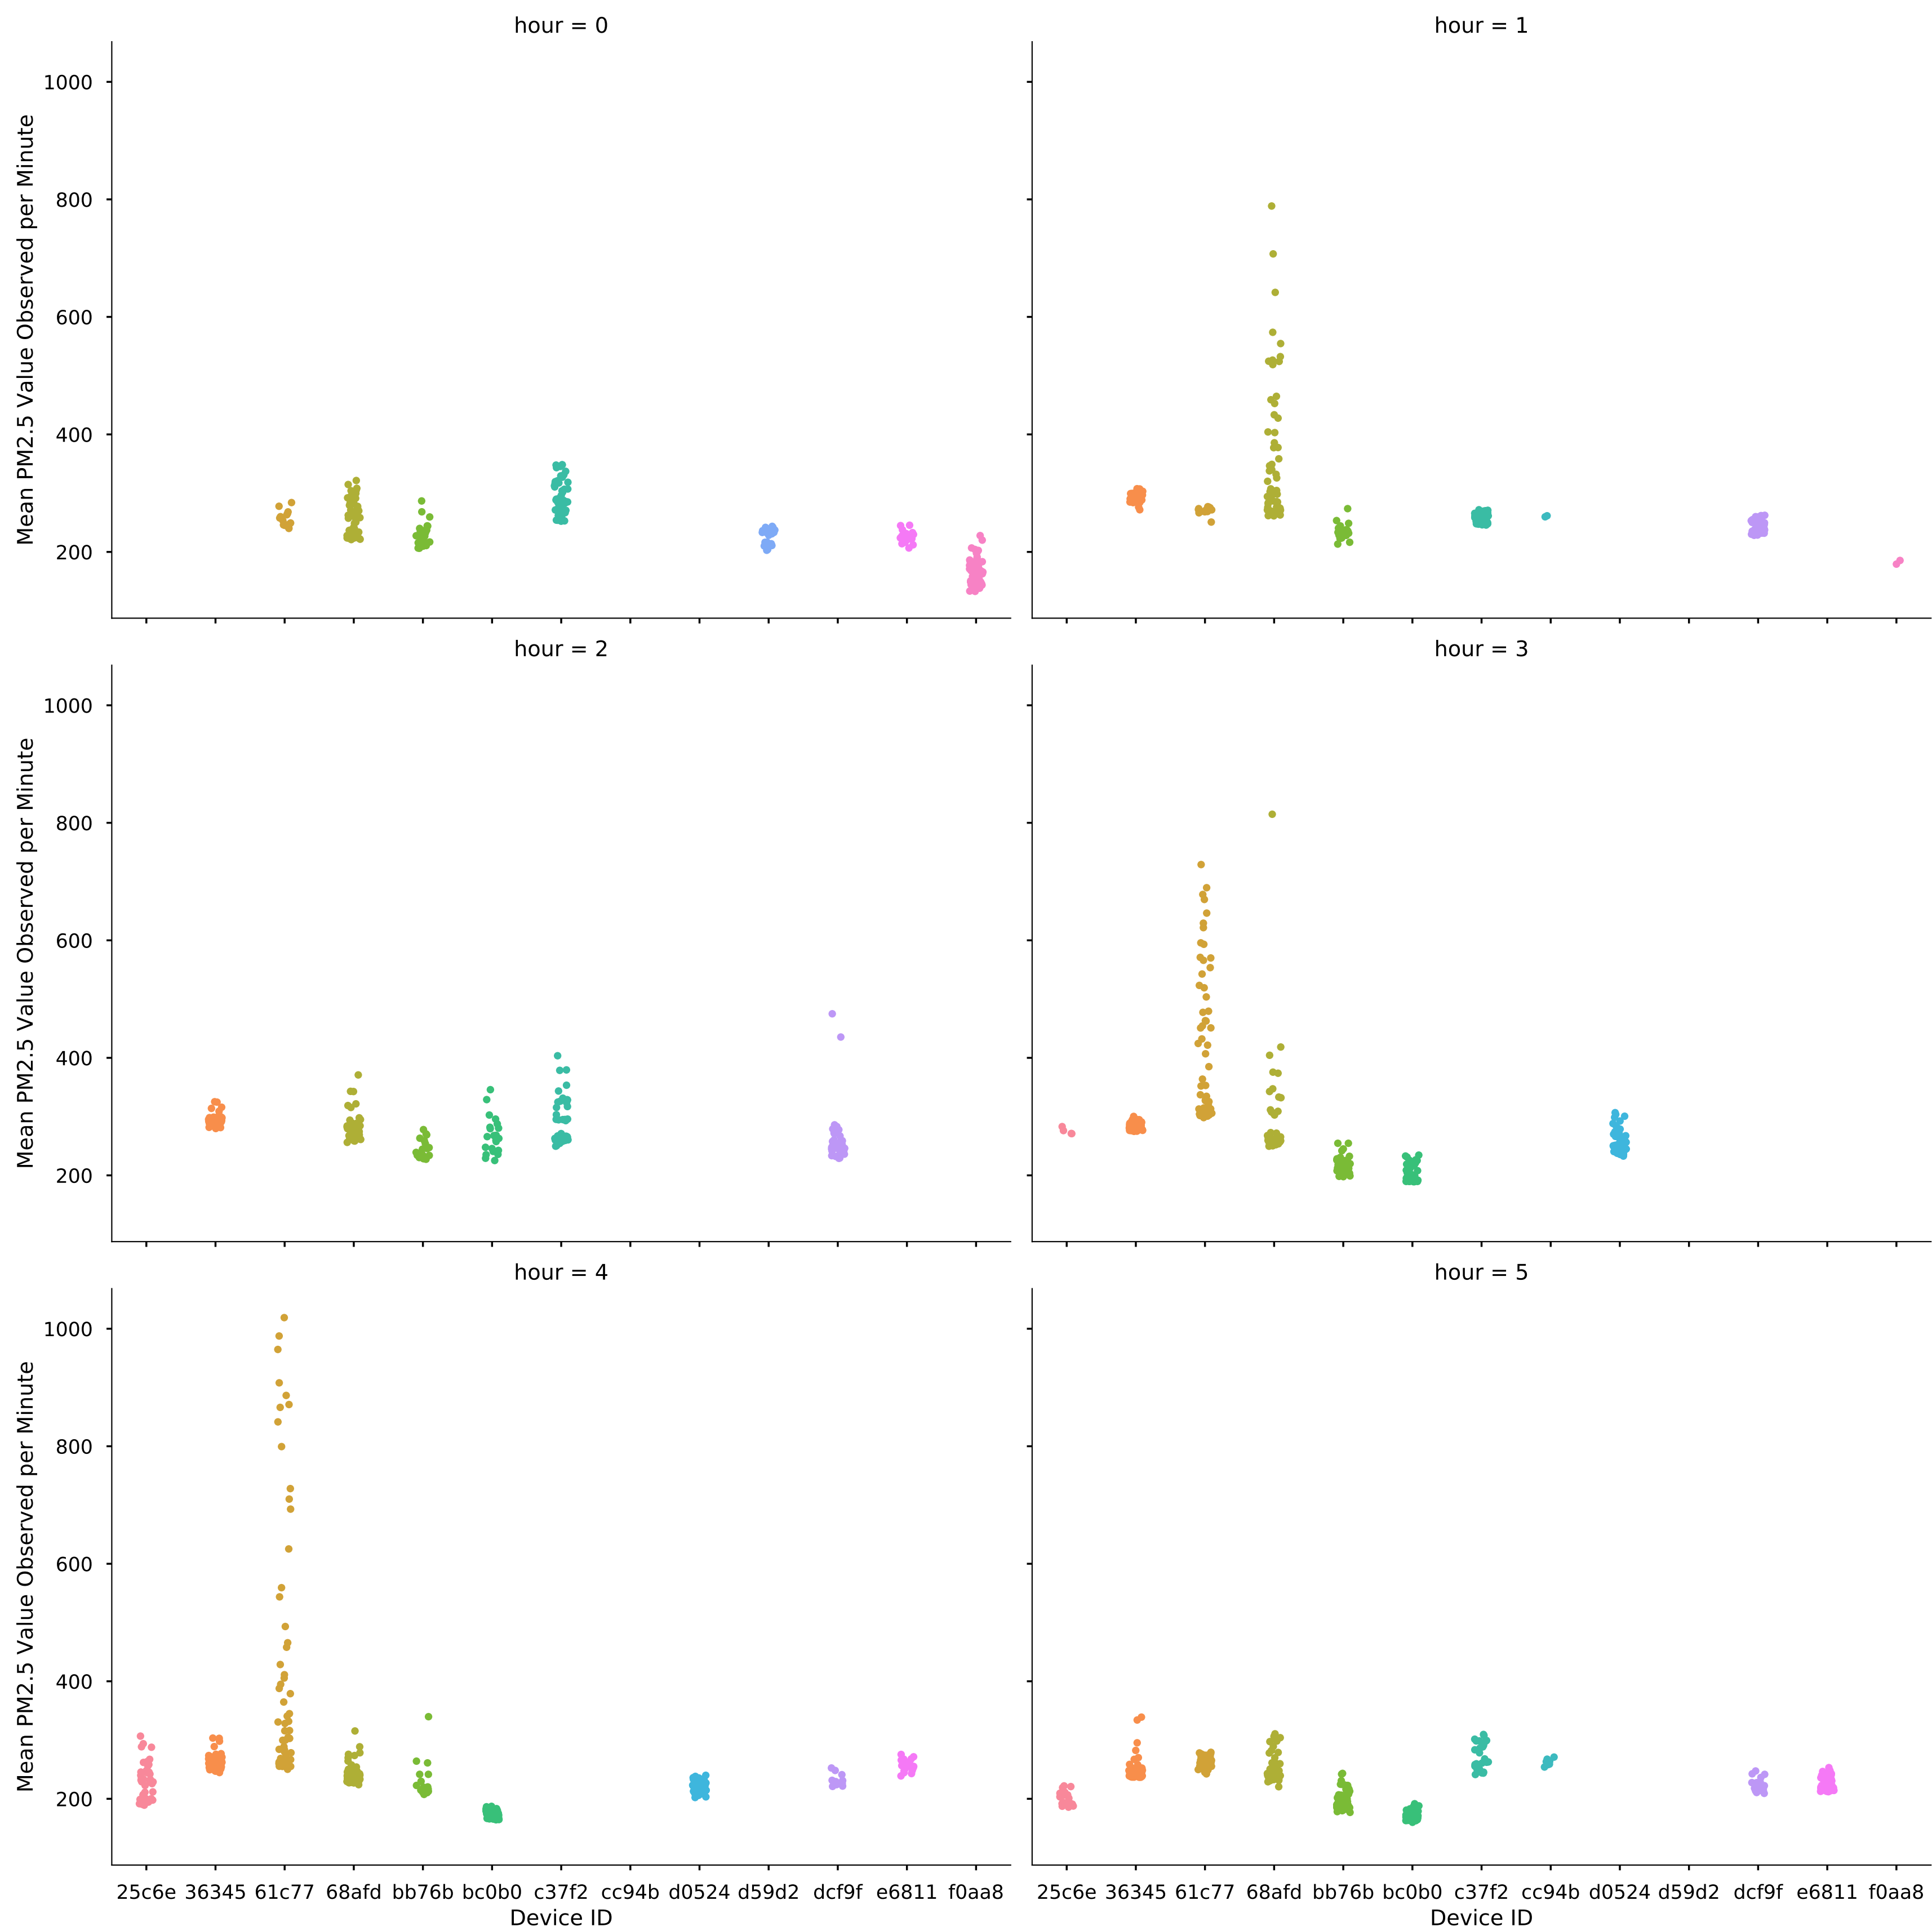 hour = 0
hour = 1
1000
800
600
400
200
Mean PM2.5 Value Observed per Minute
hour = 2
hour = 3
1000
800
600
400
200
Mean PM2.5 Value Observed per Minute
hour = 4
hour = 5
1000
800
600
400
200
Mean PM2.5 Value Observed per Minute
25c6e 36345 61c77 68afd bb76b bc0b0 c37f2 cc94b d0524 d59d2 dcf9f e6811 f0aa8
Device ID
25c6e 36345 61c77 68afd bb76b bc0b0 c37f2 cc94b d0524 d59d2 dcf9f e6811 f0aa8
Device ID